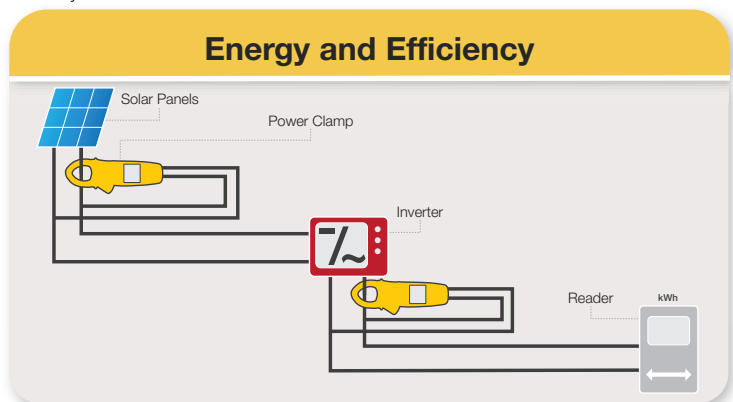 Energy and Efficiency
Solar Panels
Power Clamp
Inverter
Reader
kWh